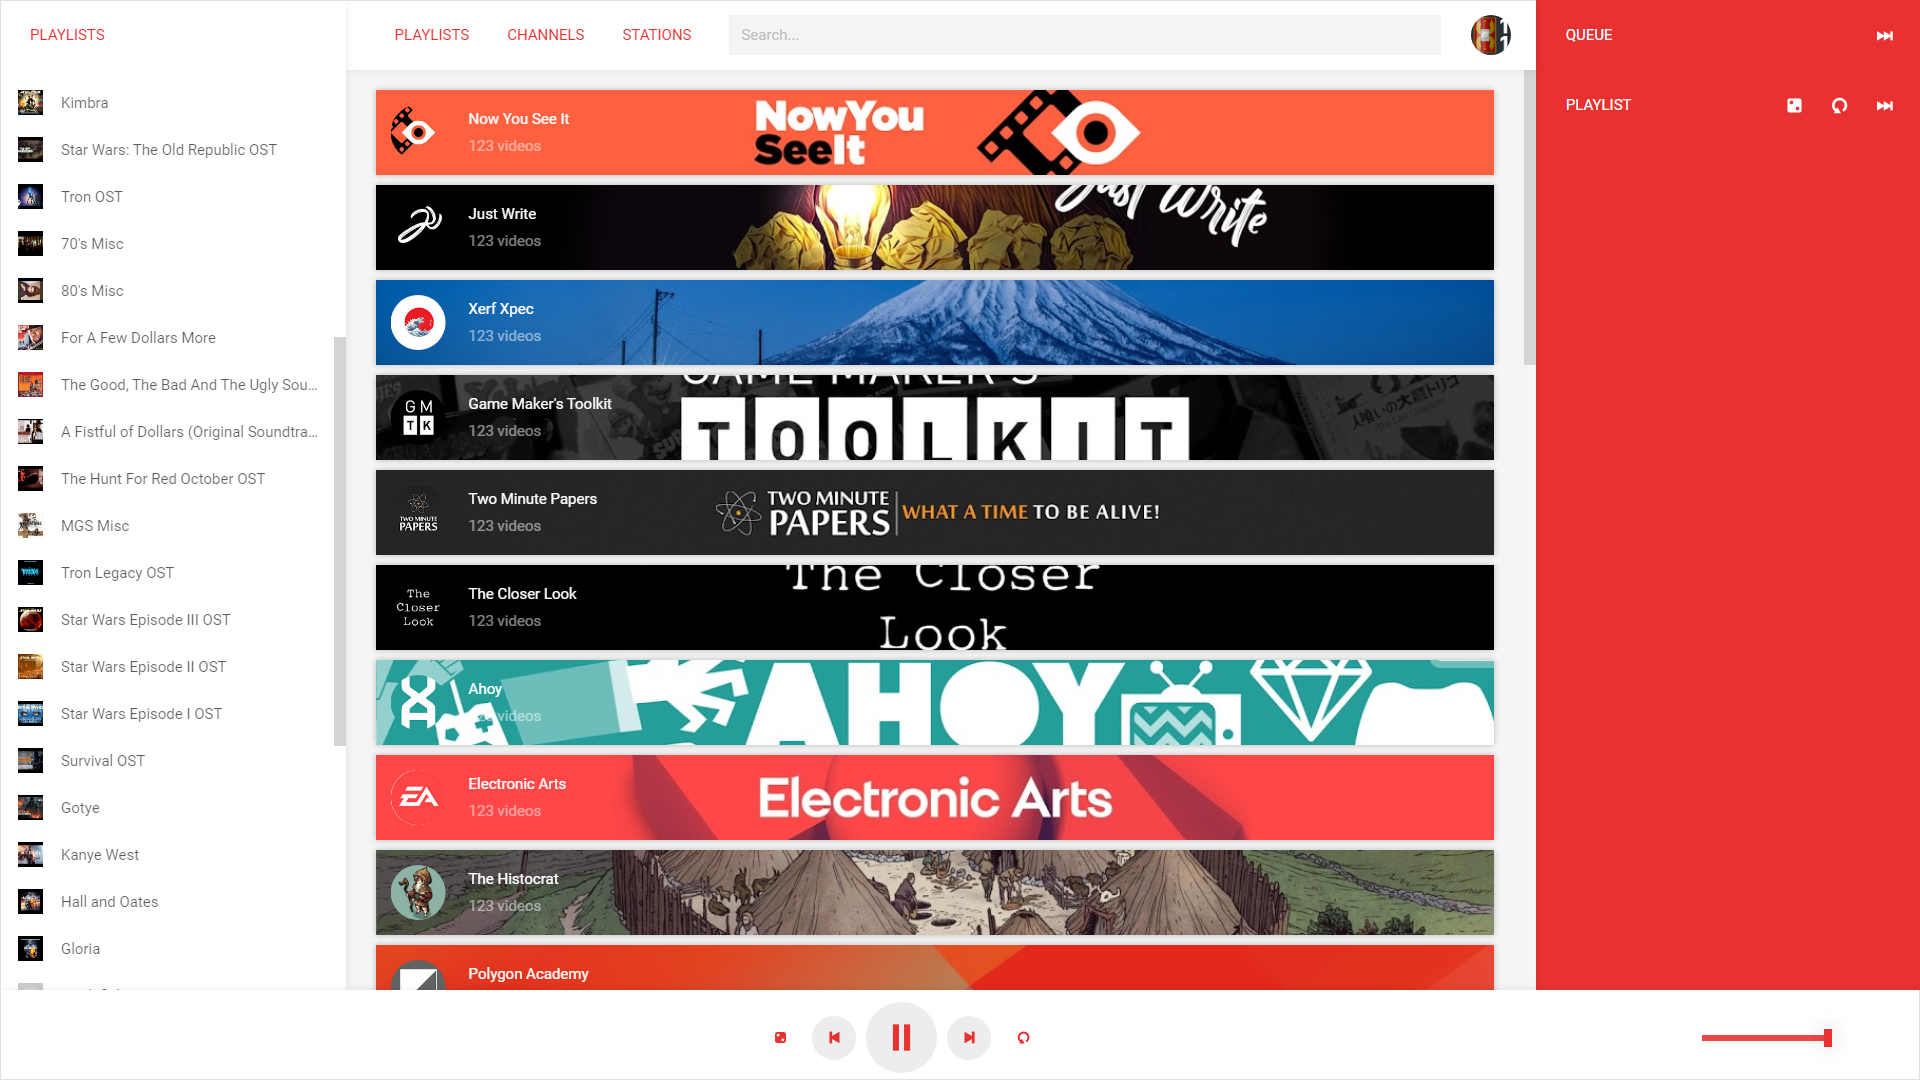 PLAYLISTS
Kimbra
Star Wars: The Old Republic OST
Tron OST
70's Misc
80's Misc
For A Few Dollars More
The Good, The Bad And The Ugly Sou...
A Fistful of Dollars (Original Soundtra...
The Hunt For Red October OST
MGS Misc
Tron Legacy OST
Star Wars Episode III OST
Star Wars Episode II OST
Star Wars Episode I OST
Survival OST
Gotye
Kanye West
Hall and Oates
Gloria
PLAYLISTS CHANNELS STATIONS Search...
Now You See It
123 videos
NowYou
SeeIt
Just Write
123 videos
Just Write
Xerf Xpec
123 videos
GM
TK
Game Maker's Toolkit
123 videos
GAME MAKER'S
TOOLKIT
TWO MINUTE
PAPERS
Two Minute Papers
123 videos
TWO MINUTE
PAPERS
WHAT A TIME TO BE ALIVE!
The
Closer
Look
The Closer Look
123 videos
The Closer
Look
Ahoy
123 videos
AHOY
EA
Electronic Arts
123 videos
Electronic Arts
The Histocrat
123 videos
Polygon Academy
QUEUE
PLAYLIST